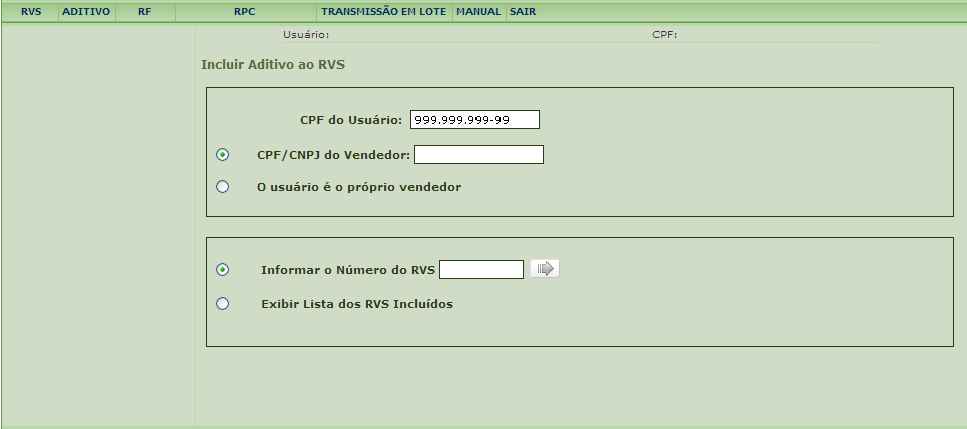 RVS ADITIVO RF RPC TRANSMISSÃO EM LOTE MANUAL SAIR
Usuário: CPF:
Incluir Aditivo ao RVS
CPF do Usuário: 999.999.999-99
CPF/CNPJ do Vendedor:
O usuário é o próprio vendedor
Informar o Número do RVS
Exibir Lista dos RVS Incluídos